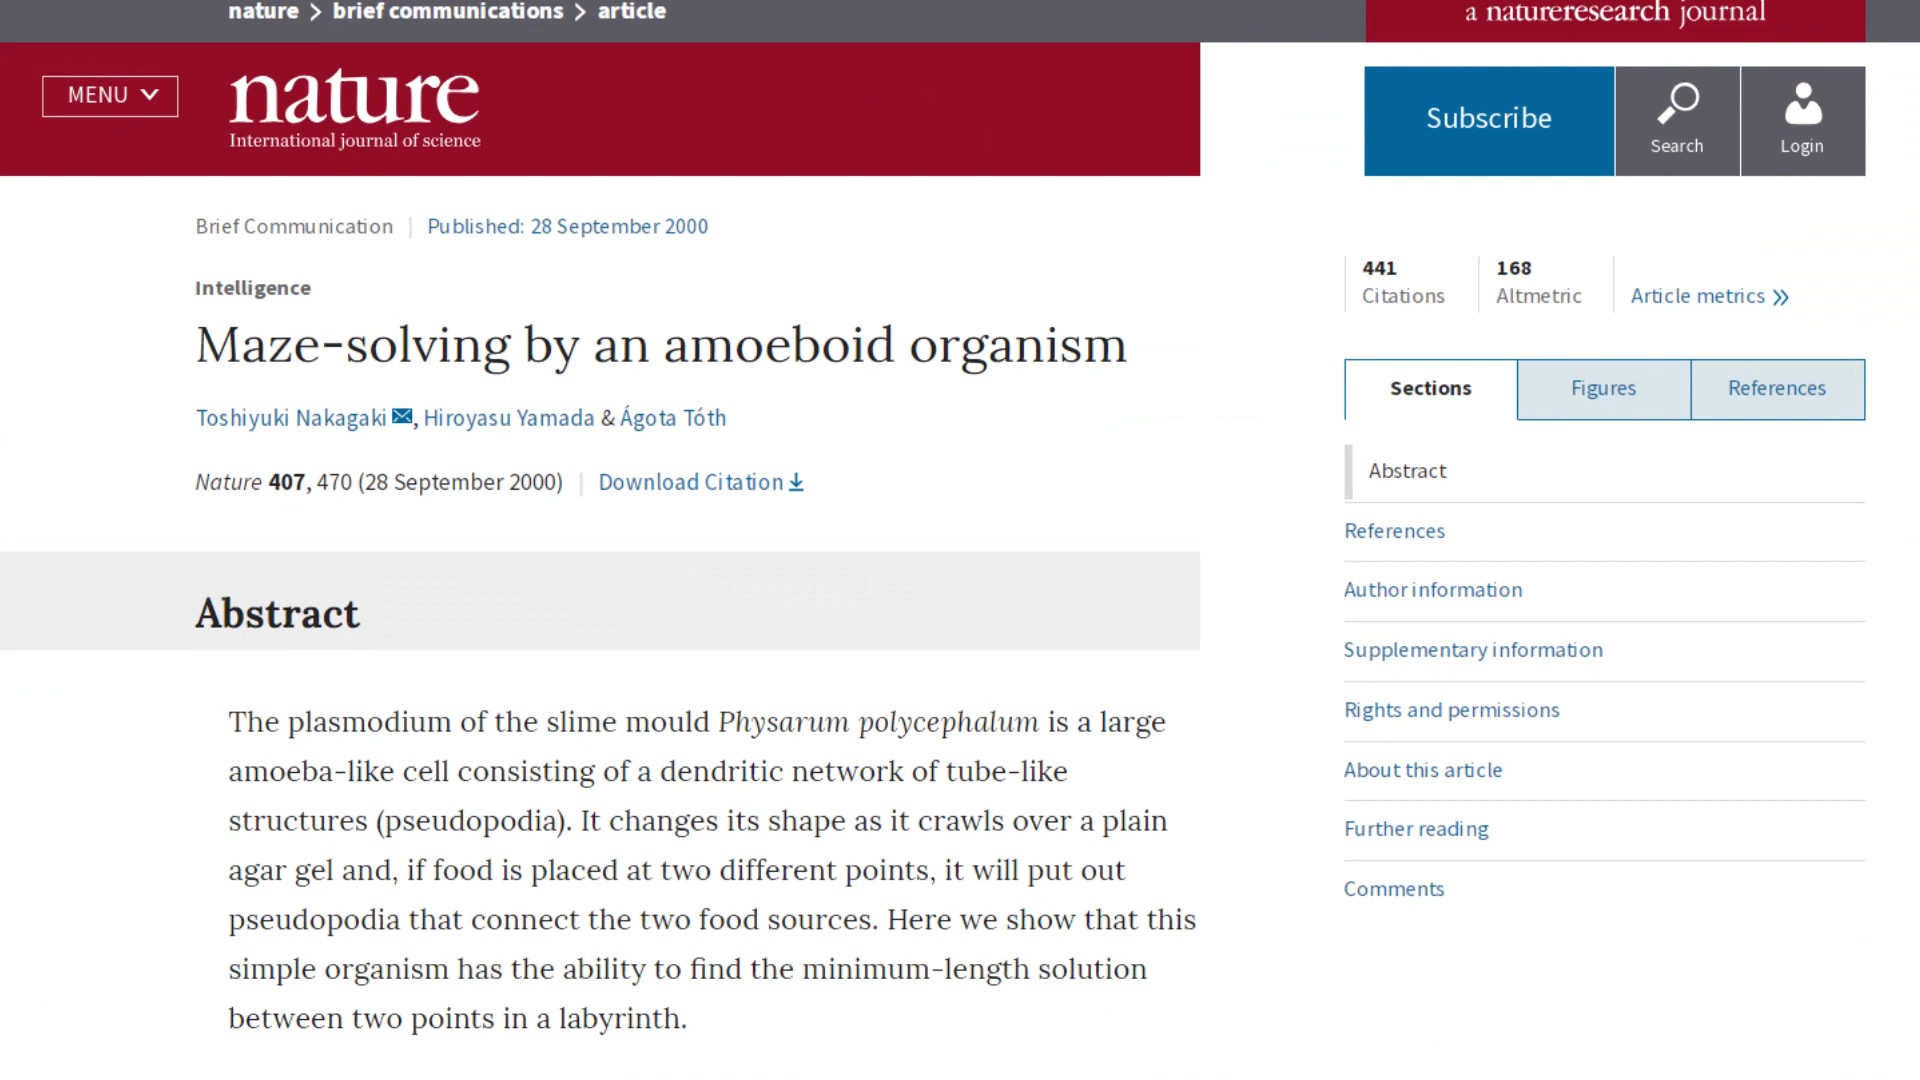 nature > brief communications > article
a natureresearch journal
MENU
nature
International journal of science
Subscribe
Search
Login
Brief Communication | Published: 28 September 2000
441 Citations
168 Altmetric
Article metrics »
Intelligence
Maze-solving by an amoeboid organism
Toshiyuki Nakagaki, Hiroyasu Yamada & Ágota Tóth
Nature 407, 470 (28 September 2000) | Download Citation
Abstract
The plasmodium of the slime mould Physarum polycephalum is a large
amoeba-like cell consisting of a dendritic network of tube-like
structures (pseudopodia). It changes its shape as it crawls over a plain
agar gel and, if food is placed at two different points, it will put out
pseudopodia that connect the two food sources. Here we show that this
simple organism has the ability to find the minimum-length solution
between two points in a labyrinth.
Sections
Figures
References
Abstract
References
Author information
Supplementary information
Rights and permissions
About this article
Further reading
Comments